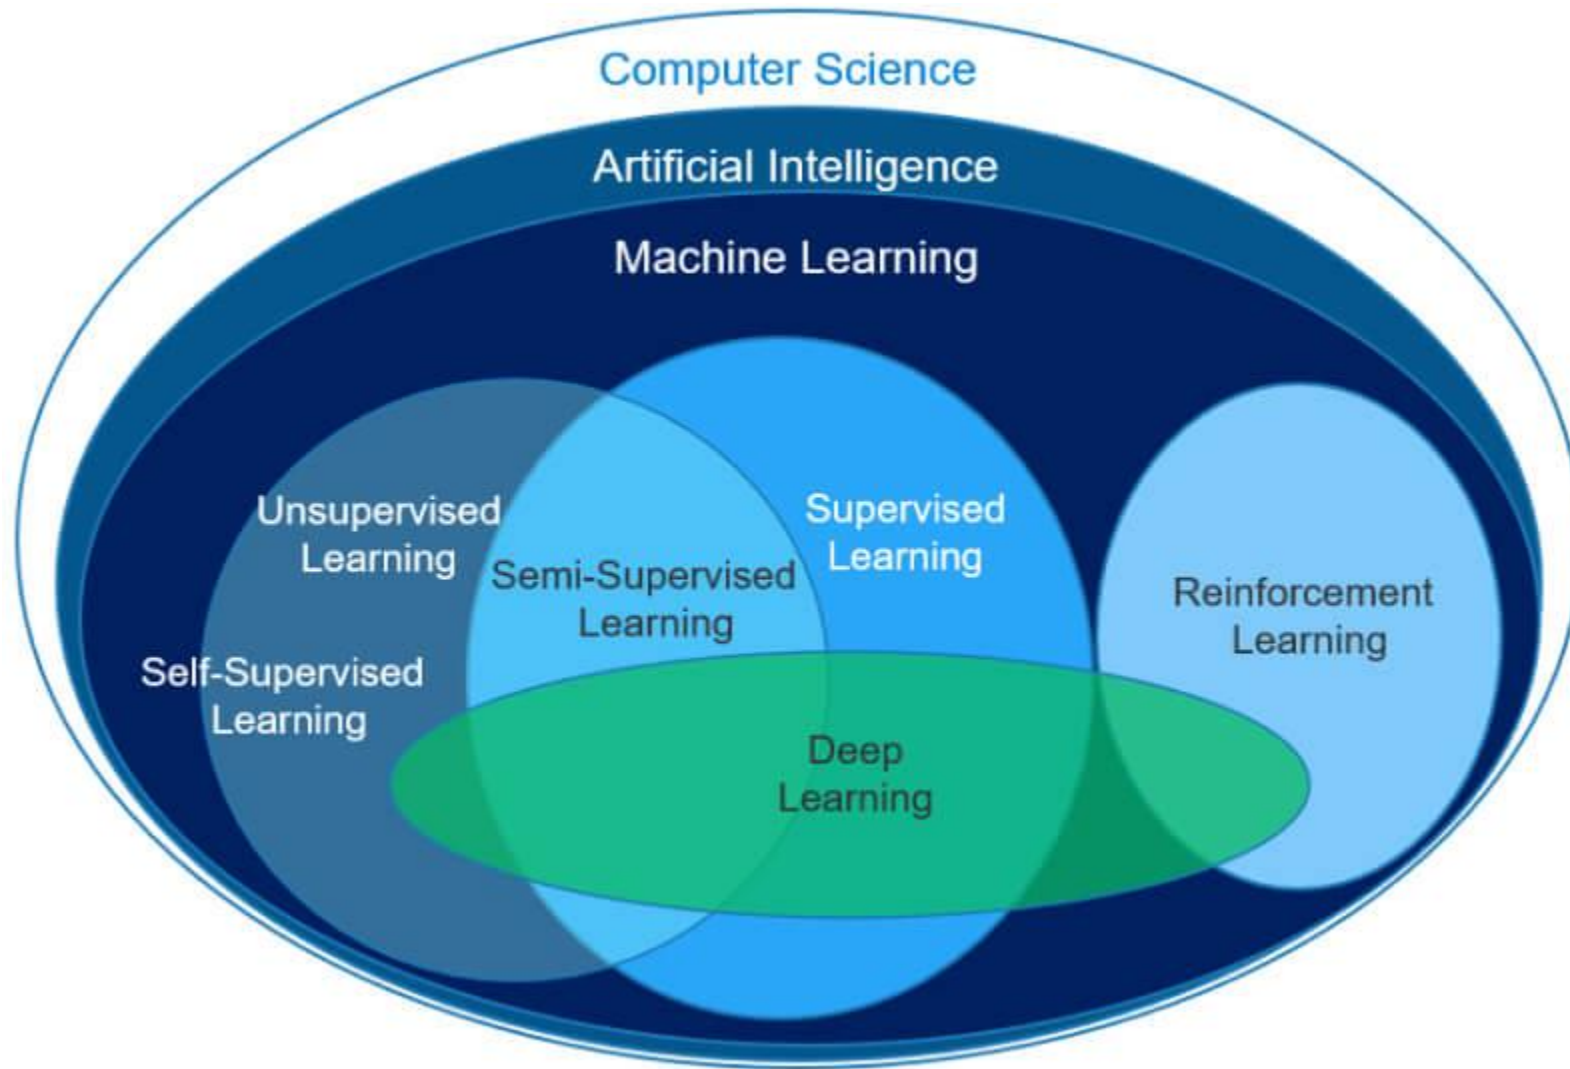 Computer Science
Artificial Intelligence
Machine Learning
Unsupervised
Learning
Supervised
Learning
Semi-Supervised
Learning
Reinforcement
Learning
Self-Supervised
Learning
Deep
Learning